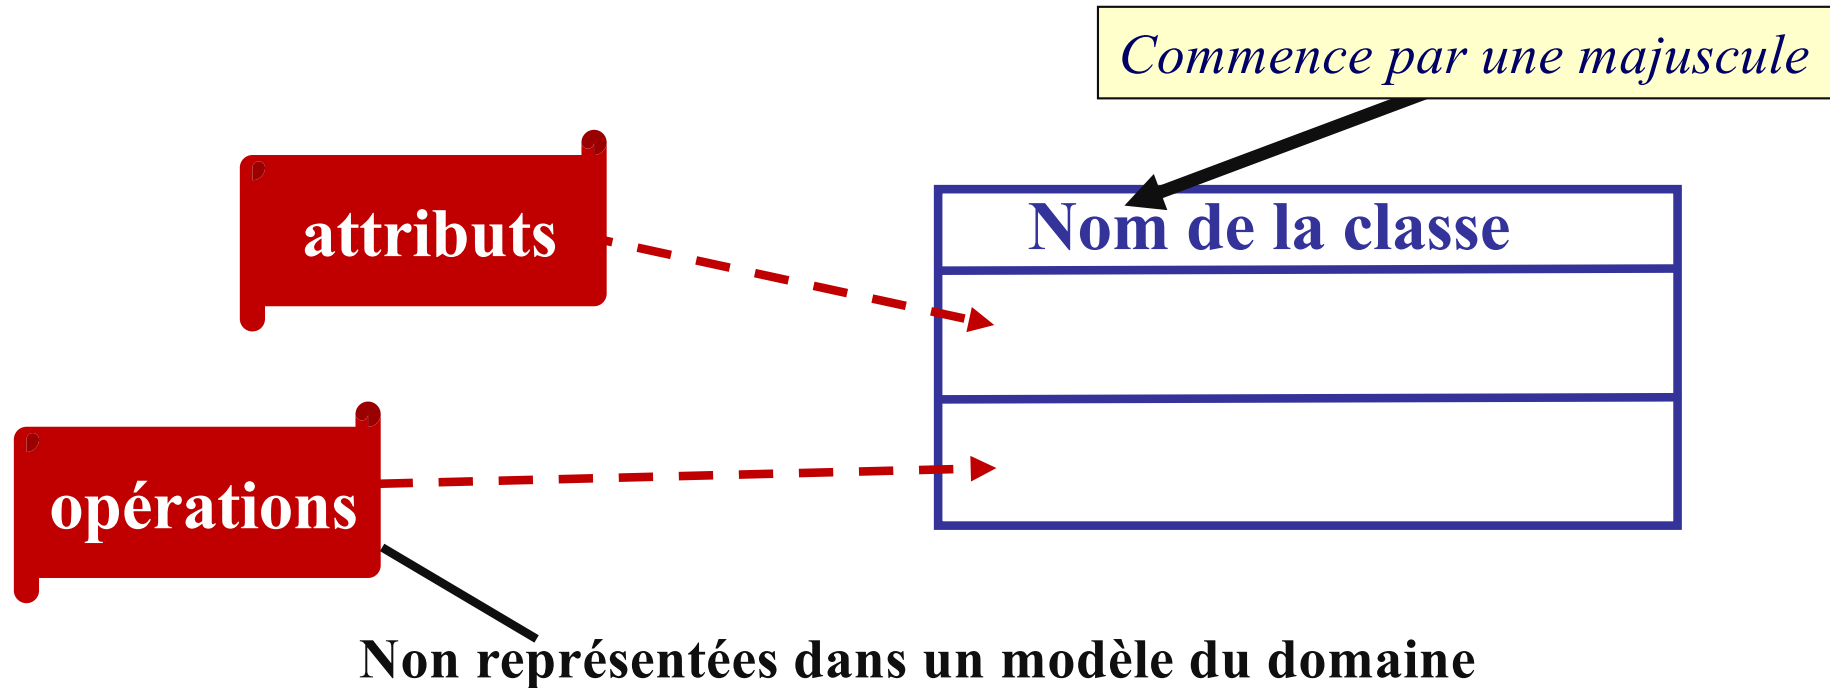 Commence par une majuscule
attributs
Nom de la classe
opérations
Non représentées dans un modèle du domaine